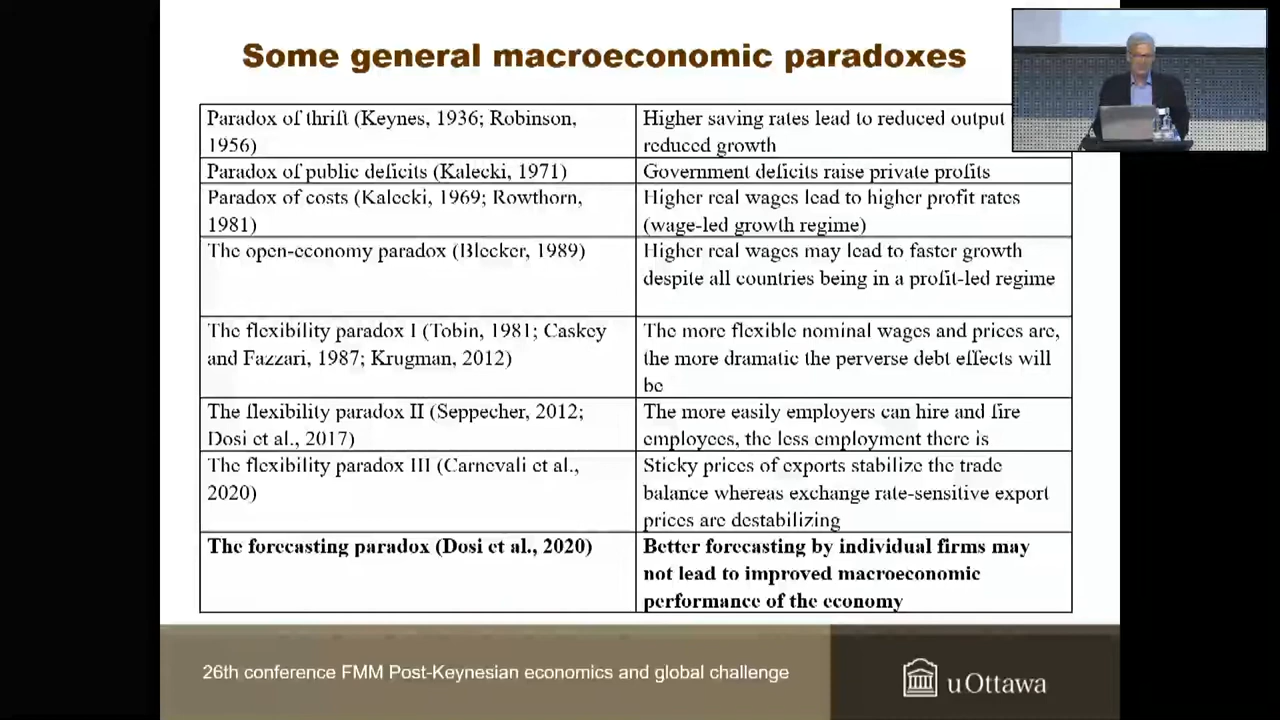 Some general macroeconomic paradoxes
Paradox of thrift (Keynes, 1936; Robinson,
1956)
Higher saving rates lead to reduced output
reduced growth
Paradox of public deficits (Kalecki, 1971)
Government deficits raise private profits
Paradox of costs (Kalecki, 1969; Rowthorn,
1981)
Higher real wages lead to higher profit rates
(wage-led growth regime)
The open-economy paradox (Blecker, 1989)
Higher real wages may lead to faster growth
despite all countries being in a profit-led regime
The flexibility paradox I (Tobin, 1981; Caskey
and Fazzari, 1987; Krugman, 2012)
The more flexible nominal wages and prices are,
the more dramatic the perverse debt effects will
be
The flexibility paradox II (Seppecher, 2012;
Dosi et al., 2017)
The more easily employers can hire and fire
employees, the less employment there is
The flexibility paradox III (Carnevali et al.,
2020)
Sticky prices of exports stabilize the trade
balance whereas exchange rate-sensitive export
prices are destabilizing
The forecasting paradox (Dosi et al., 2020)
Better forecasting by individual firms may
not lead to improved macroeconomic
performance of the economy
26th conference FMM Post-Keynesian economics and global challenge
uOttawa